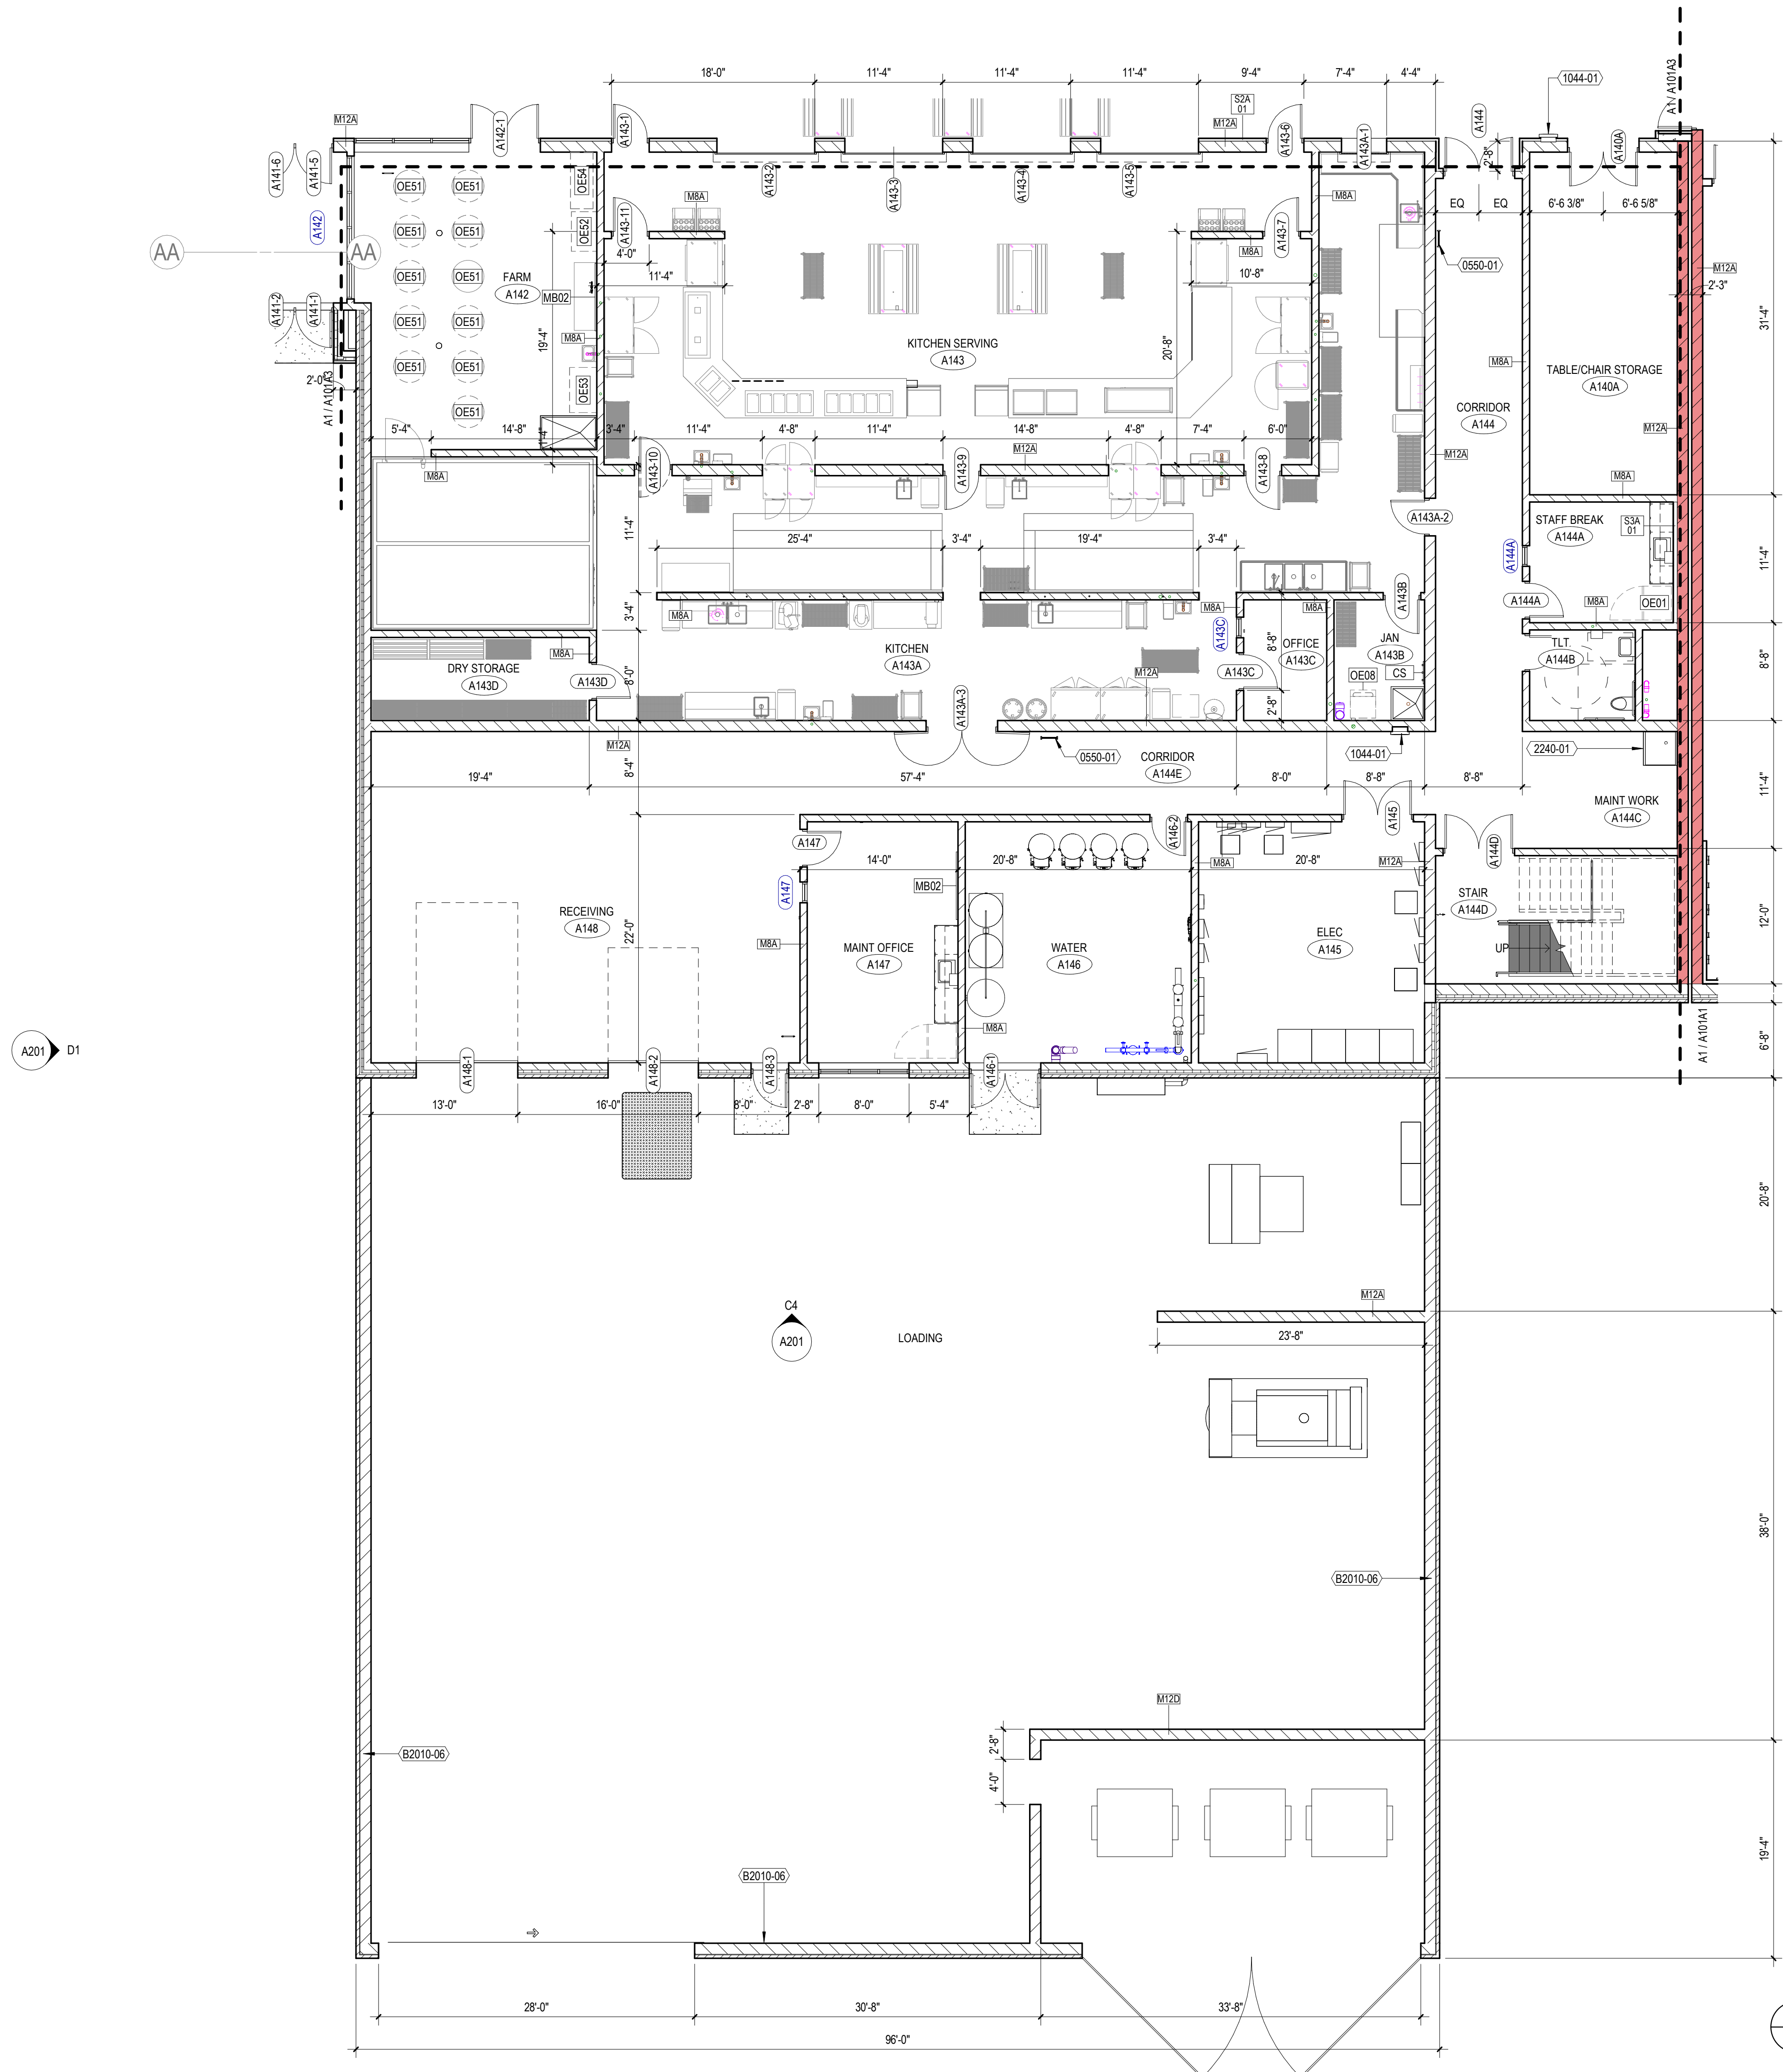 18'-0"
11'-4"
11'-4"
11'-4"
9'-4"
7'-4"
4'-4"
1044-01
A1 / A101A3
M12A
A142-1
A143-1
M12A
S2A
01
A143-6
A143A-1
A144
2'-8"
A140A
A141-6
A141-5
A142
OE51
OE51
OE54
A143-2
A143-3
A143-4
A143-5
M8A
M8A
EQ
EQ
6'-6 3/8"
6'-6 5/8"
AA
AA
OE51
OE51
OE52
A143-11
4'-0"
M8A
A143-7
0550-01
M12A
OE51
OE51
FARM
A142
MB02
11'-4"
10'-8"
2'-3"
A141-2
A141-1
OE51
OE51
19'-4"
M8A
KITCHEN SERVING
A143
20'-8"
31'-4"
M8A
TABLE/CHAIR STORAGE
A140A
2'-0"
A1 / A101A3
OE51
OE51
OE53
OE51
CORRIDOR
A144
5'-4"
14'-8"
1'-4"
3'-4"
11'-4"
4'-8"
11'-4"
14'-8"
4'-8"
7'-4"
6'-0"
M12A
M8A
A143-10
A143-9
M12A
A143-8
M12A
M8A
A143A-2
STAFF BREAK
A144A
S3A
01
11'-4"
25'-4"
3'-4"
19'-4"
3'-4"
A144A
11'-4"
A144A
OE01
M8A
3'-4"
M8A
M8A
M8A
A143B
A143C
OFFICE
A143C
JAN
A143B
TLT.
A144B
8'-8"
8'-8"
DRY STORAGE
A143D
M8A
A143D
8'-0"
KITCHEN
A143A
M12A
A143C
OE08
CS
A143A-3
2'-8"
M12A
8'-4"
0550-01
CORRIDOR
A144E
1044-01
2240-01
19'-4"
57'-4"
8'-0"
8'-8"
8'-8"
11'-4"
MAINT WORK
A144C
A147
A146-2
A145
A144D
14'-0"
20'-8"
M8A
20'-8"
M12A
A147
MB02
STAIR
A144D
12'-0"
RECEIVING
A148
22'-0"
M8A
MAINT OFFICE
A147
WATER
A146
ELEC
A145
UP
M8A
A201
D1
A148-1
A148-2
A148-3
A146-1
A1 / A101A1
6'-8"
13'-0"
16'-0"
8'-0"
2'-8"
8'-0"
5'-4"
20'-8"
C4
A201
LOADING
M12A
23'-8"
38'-0"
B2010-06
M12D
2'-8"
B2010-06
4'-0"
19'-4"
B2010-06
28'-0"
30'-8"
33'-8"
96'-0"